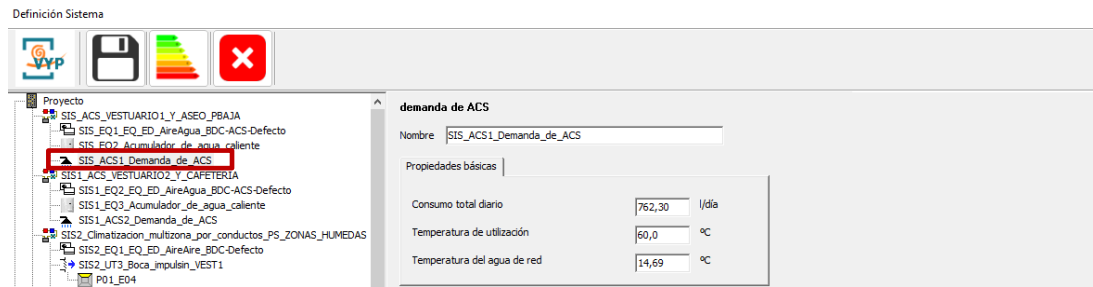 Definición Sistema
VYP
Proyecto
SIS_ACS_VESTUARIO1_Y_ASEO_PBAJA
SIS_EQ1_EQ_ED_AireAgua_BDC-ACS-Defecto
SIS_EQ2_Acumulador_de_agua_caliente
SIS_ACS1_Demanda_de_ACS
SIS1_ACS_VESTUARIO2_Y_CAFETERIA
SIS1_EQ2_EQ_ED_AireAgua_BDC-ACS-Defecto
SIS1_EQ3_Acumulador_de_agua_caliente
SIS1_ACS2_Demanda_de_ACS
SIS2_Climatizacion_multizona_por_conductos_PS_ZONAS_HUMEDAS
SIS2_EQ1_EQ_ED_AireAire_BDC-Defecto
SIS2_UT3_Boca_impulsin_VEST1
P01_E04
demanda de ACS
Nombre SIS_ACS1_Demanda_de_ACS
Propiedades básicas
Consumo total diario 762,30 l/día
Temperatura de utilización 60,0 ºC
Temperatura del agua de red 14,69 ºC